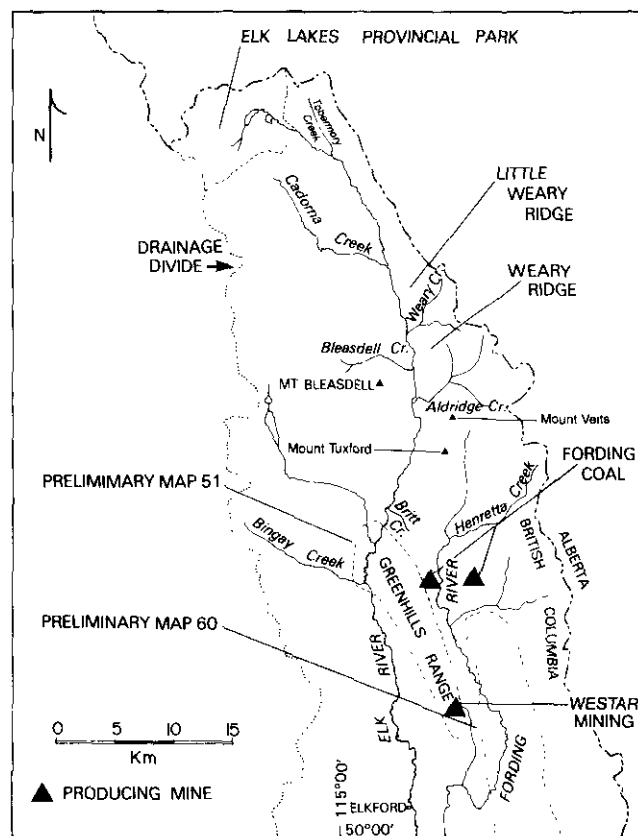 ELK LAKES PROVINCIAL PARK
N
Tobermory
Creek
Cadorna
Creek
LITTLE
WEARY
RIDGE
DRAINAGE
DIVIDE
WEARY
RIDGE
Weary Cr.
Bleasdell Cr.
MT BLEASDELL
Aldridge Cr.
Mount Veits
Mount Tuxford
FORDING
COAL
PRELIMINARY MAP 51
Britt
Cr.
Henretta Creek
Bingay
Creek
BRITISH
COLUMBIA
ALBERTA
GREENHILLS
RANGE
RIVER
PRELIMINARY MAP 60
ELK
RIVER
WESTAR
MINING
FORDING
0 5 10 15
Km
PRODUCING MINE
115°00'
ELKFORD
50°00'